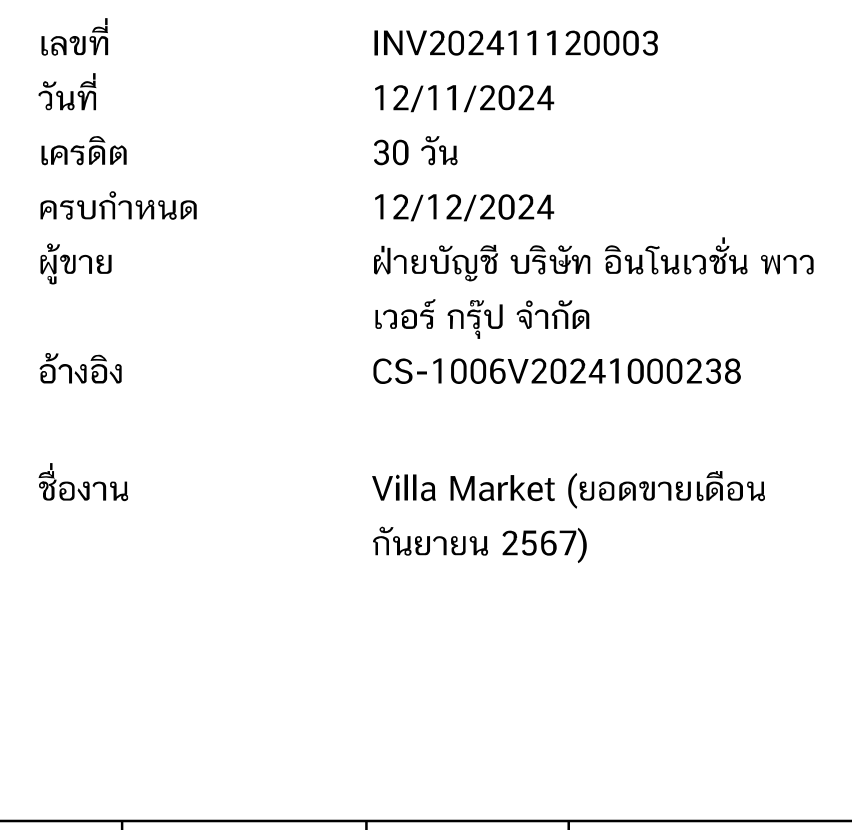 เลขที่ INV202411120003
วันที่ 12/11/2024
เครดิต 30 วัน
ครบกำหนด 12/12/2024
ผู้ขาย ฝ่ายบัญชี บริษัท อินโนเวชั่น พาว
เวอร์ กรุ๊ป จำกัด
อ้างอิง CS-1006V20241000238
ชื่องาน Villa Market (ยอดขายเดือน
กันยายน 2567)